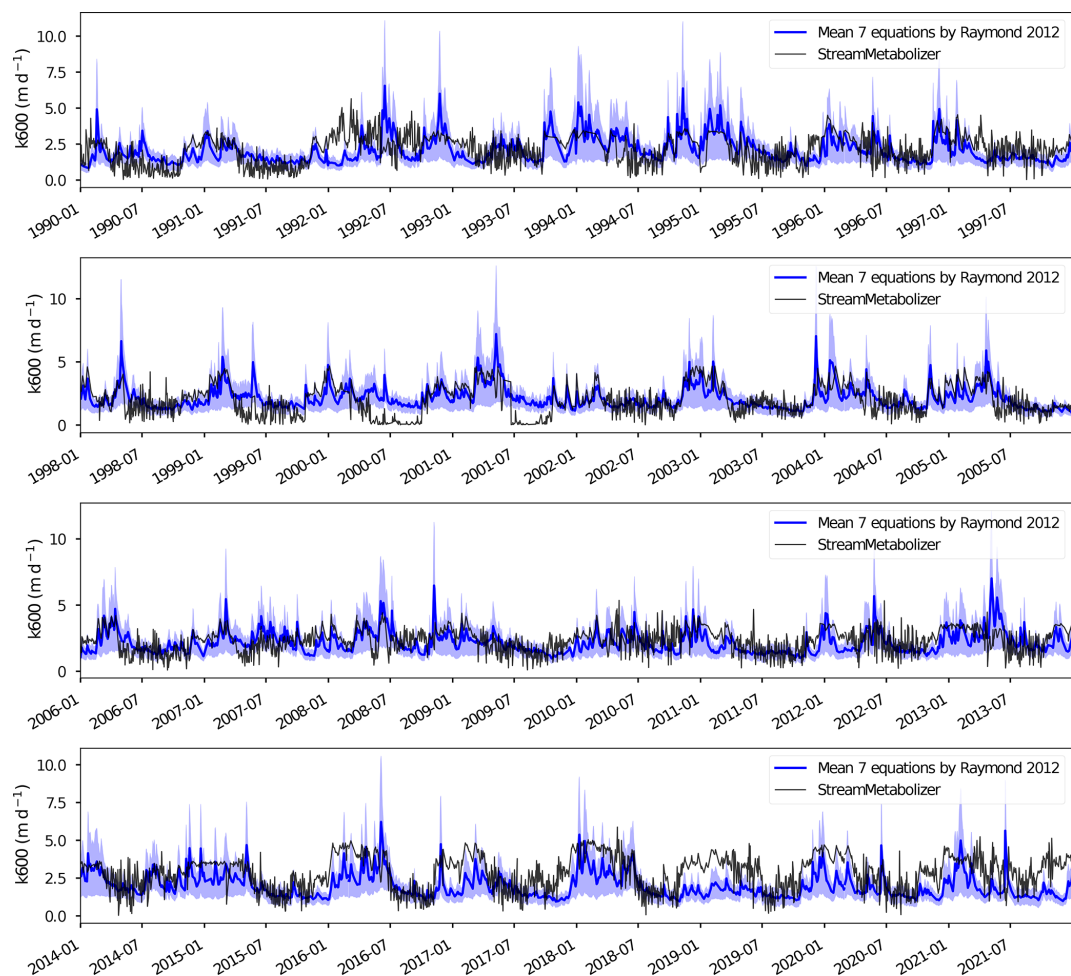 Mean 7 equations by Raymond 2012
StreamMetabolizer
k600 (m d⁻¹)
10.0
7.5
5.0
2.5
0.0
1990-01 1990-07 1991-01 1991-07 1992-01 1992-07 1993-01 1993-07 1994-01 1994-07 1995-01 1995-07 1996-01 1996-07 1997-01 1997-07
Mean 7 equations by Raymond 2012
StreamMetabolizer
k600 (m d⁻¹)
10
5
0
1998-01 1998-07 1999-01 1999-07 2000-01 2000-07 2001-01 2001-07 2002-01 2002-07 2003-01 2003-07 2004-01 2004-07 2005-01 2005-07
Mean 7 equations by Raymond 2012
StreamMetabolizer
k600 (m d⁻¹)
10
5
0
2006-01 2006-07 2007-01 2007-07 2008-01 2008-07 2009-01 2009-07 2010-01 2010-07 2011-01 2011-07 2012-01 2012-07 2013-01 2013-07
Mean 7 equations by Raymond 2012
StreamMetabolizer
k600 (m d⁻¹)
10.0
7.5
5.0
2.5
0.0
2014-01 2014-07 2015-01 2015-07 2016-01 2016-07 2017-01 2017-07 2018-01 2018-07 2019-01 2019-07 2020-01 2020-07 2021-01 2021-07